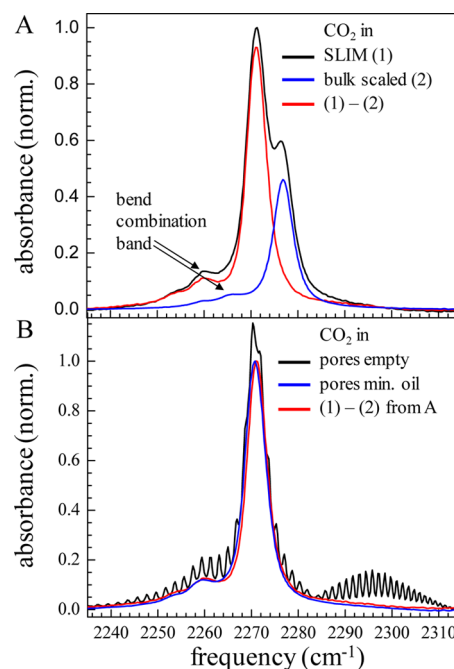 A
CO₂ in
SLIM (1)
bulk scaled (2)
(1) – (2)
bend
combination
band
absorbance (norm.)
1.0
0.8
0.6
0.4
0.2
0.0
B
CO₂ in
pores empty
pores min. oil
(1) – (2) from A
absorbance (norm.)
1.0
0.8
0.6
0.4
0.2
0.0
2240 2250 2260 2270 2280 2290 2300 2310
frequency (cm⁻¹)